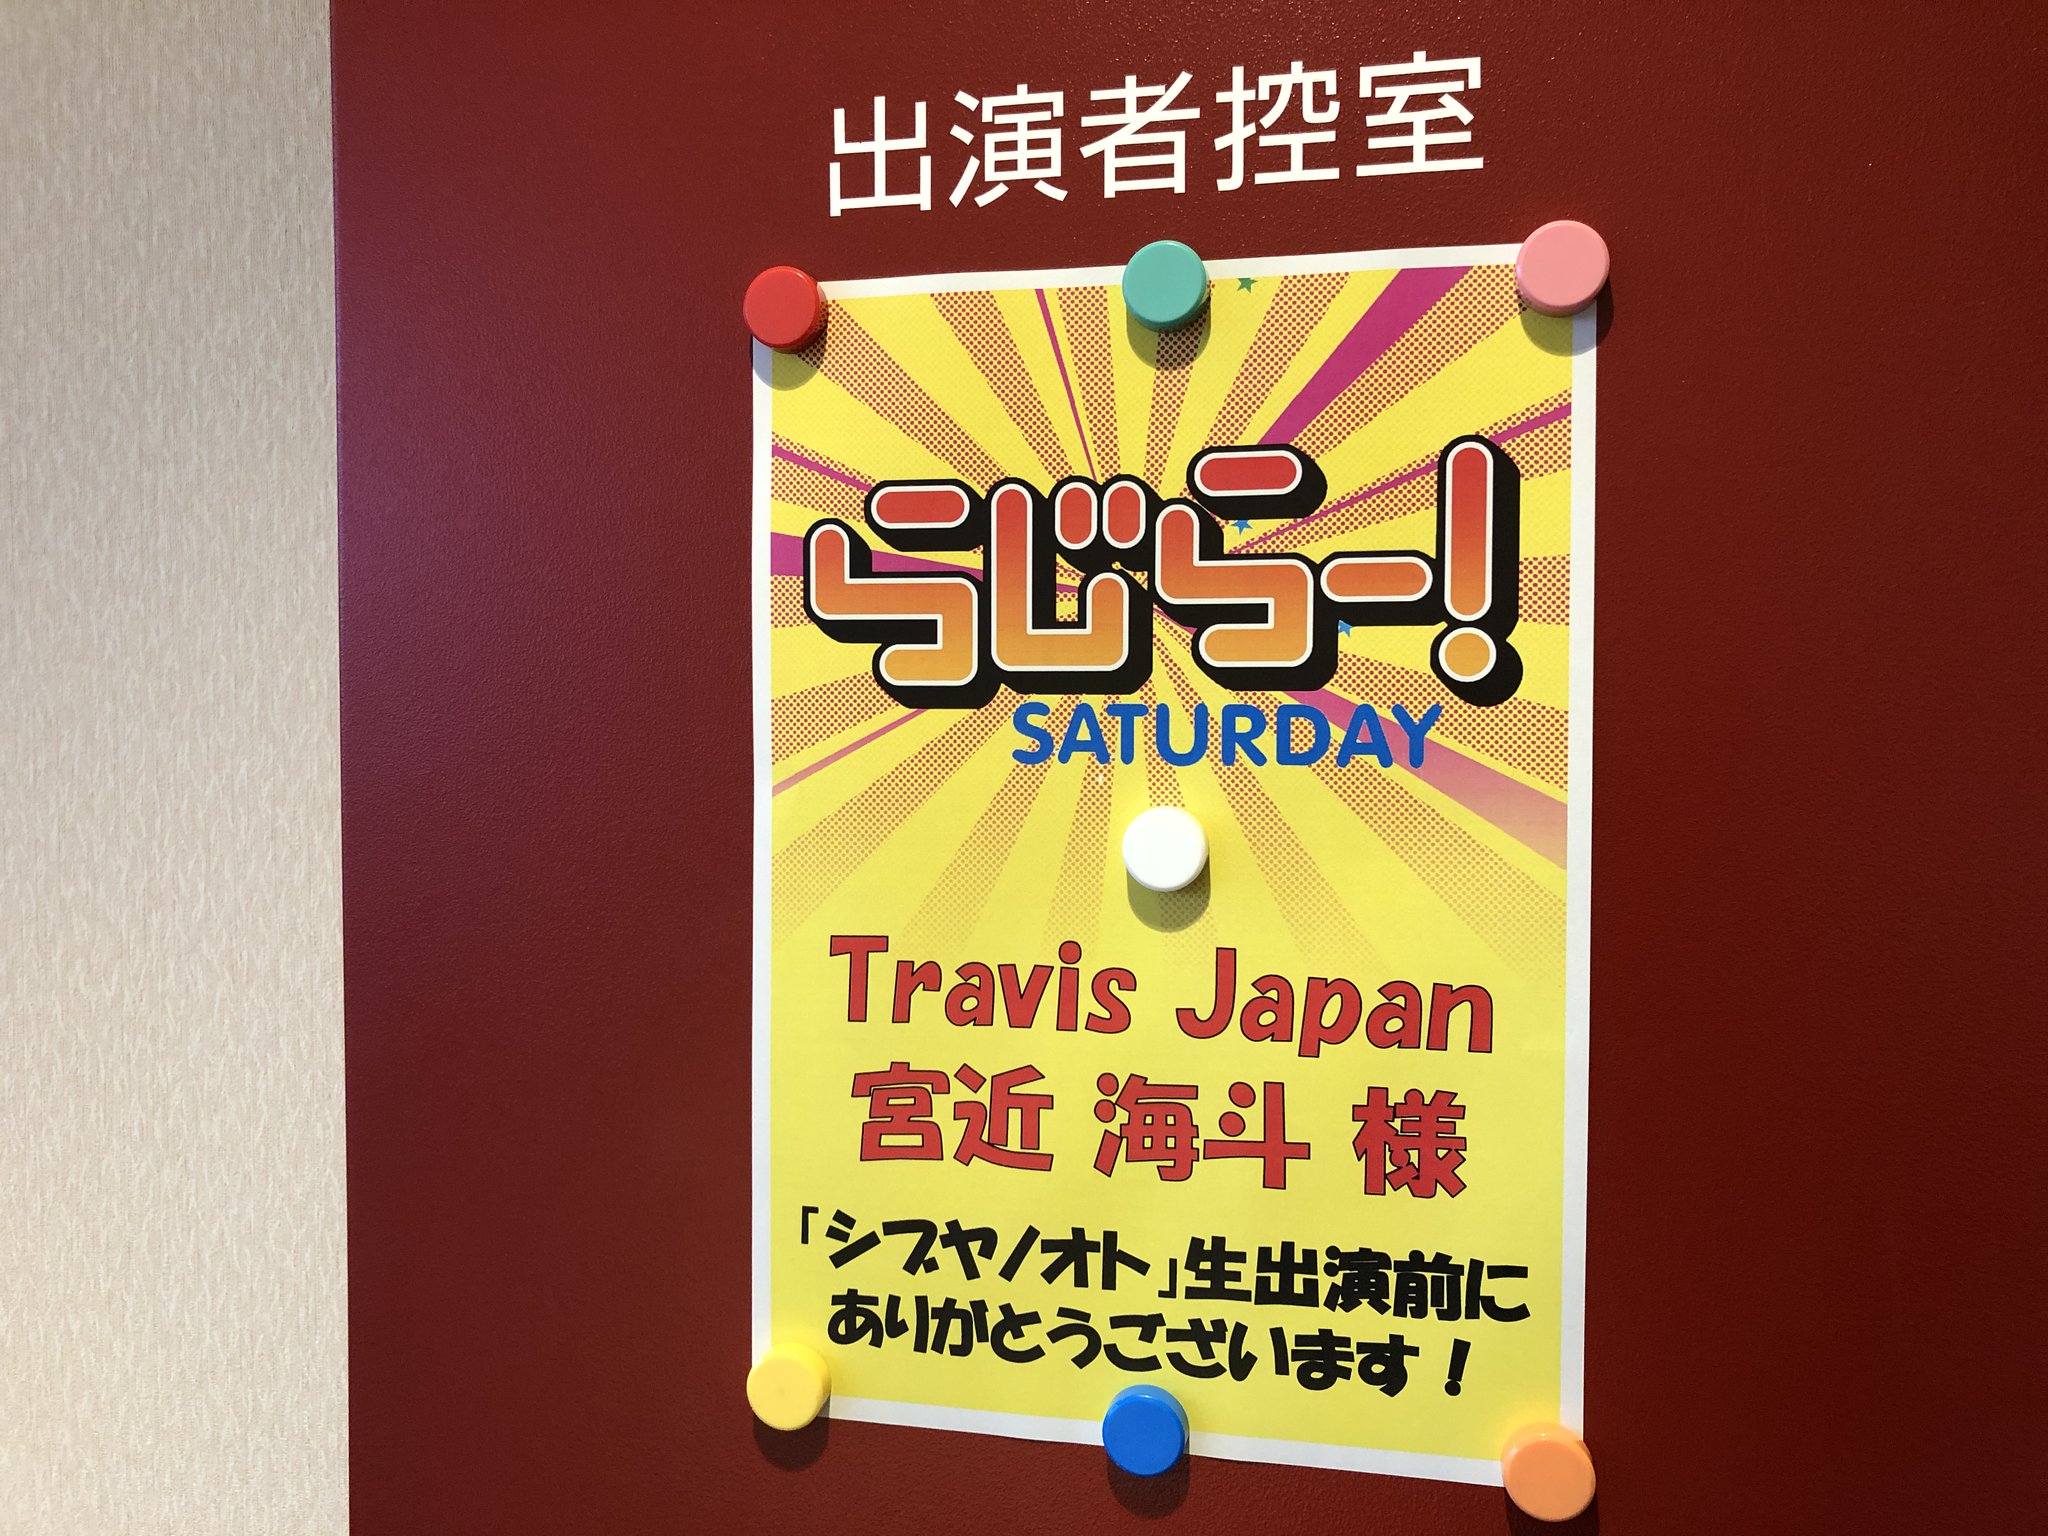 出演者控室
らじらー!
SATURDAY
Travis Japan
宮近 海斗 様
「シブヤノオト」生出演前に
ありがとうございます!